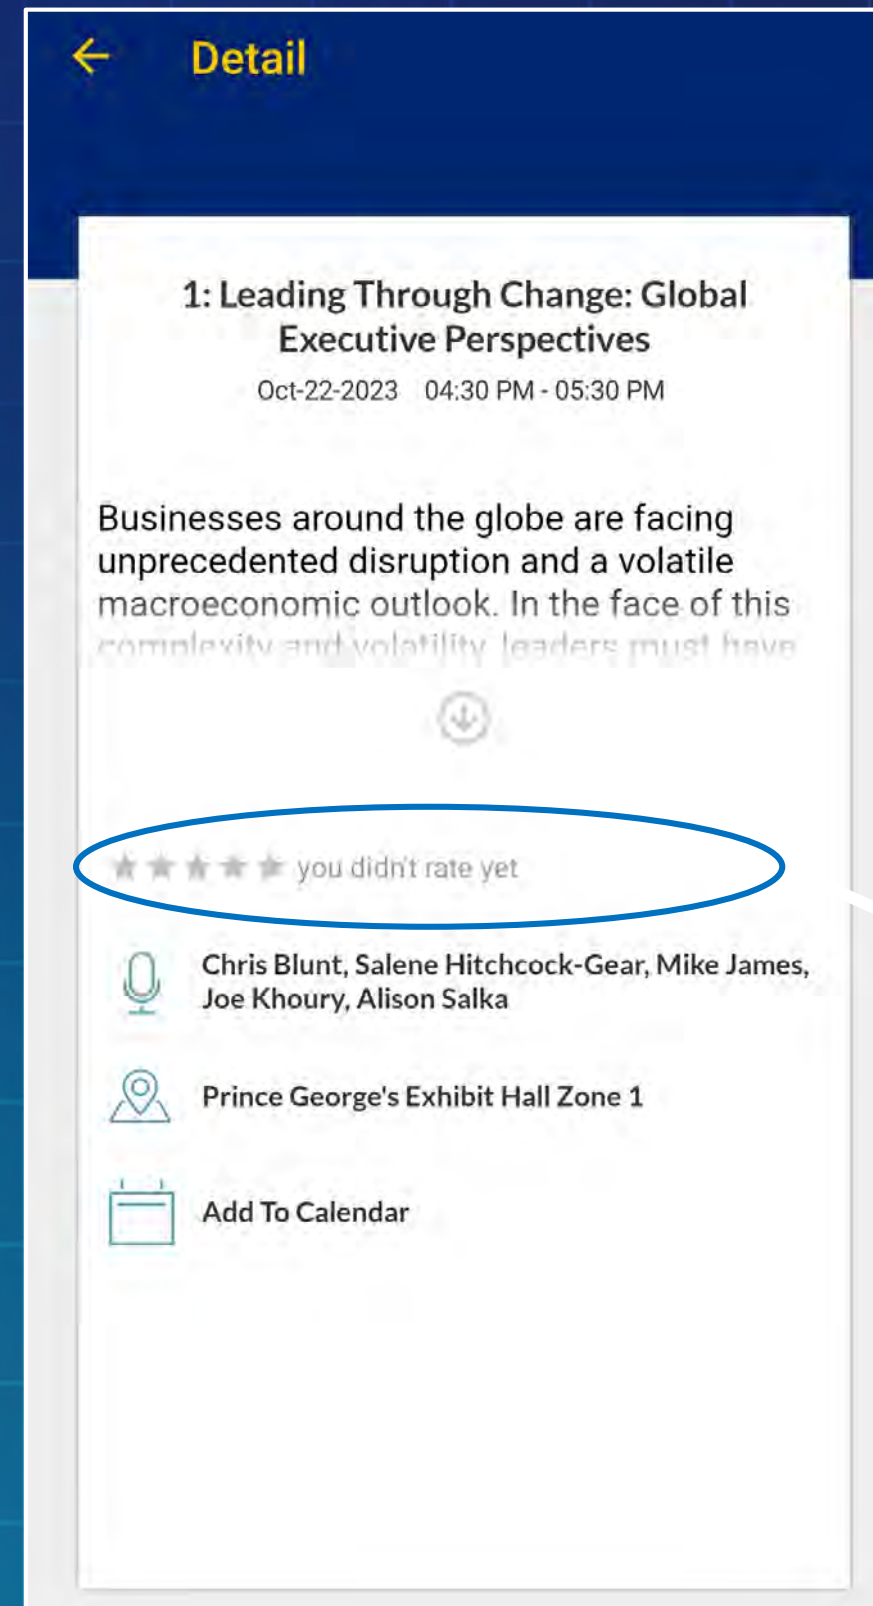 Detail
1: Leading Through Change: Global
Executive Perspectives
Oct-22-2023 04:30 PM - 05:30 PM
Businesses around the globe are facing
unprecedented disruption and a volatile
macroeconomic outlook. In the face of this
complexity and volatility, leaders must have
you didn't rate yet
Chris Blunt, Salene Hitchcock-Gear, Mike James,
Joe Khoury, Alison Salka
Prince George's Exhibit Hall Zone 1
Add To Calendar